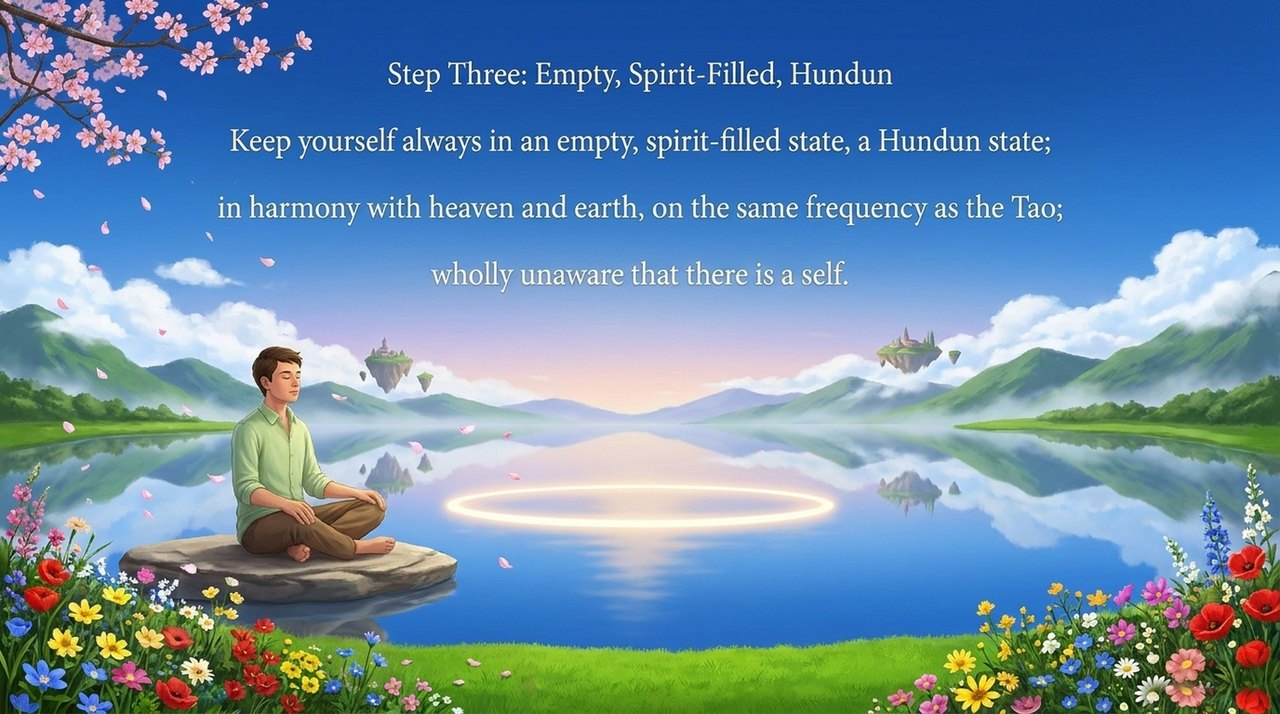 Step Three: Empty, Spirit-Filled, Hundun
Keep yourself always in an empty, spirit-filled state, a Hundun state;
in harmony with heaven and earth, on the same frequency as the Tao;
wholly unaware that there is a self.